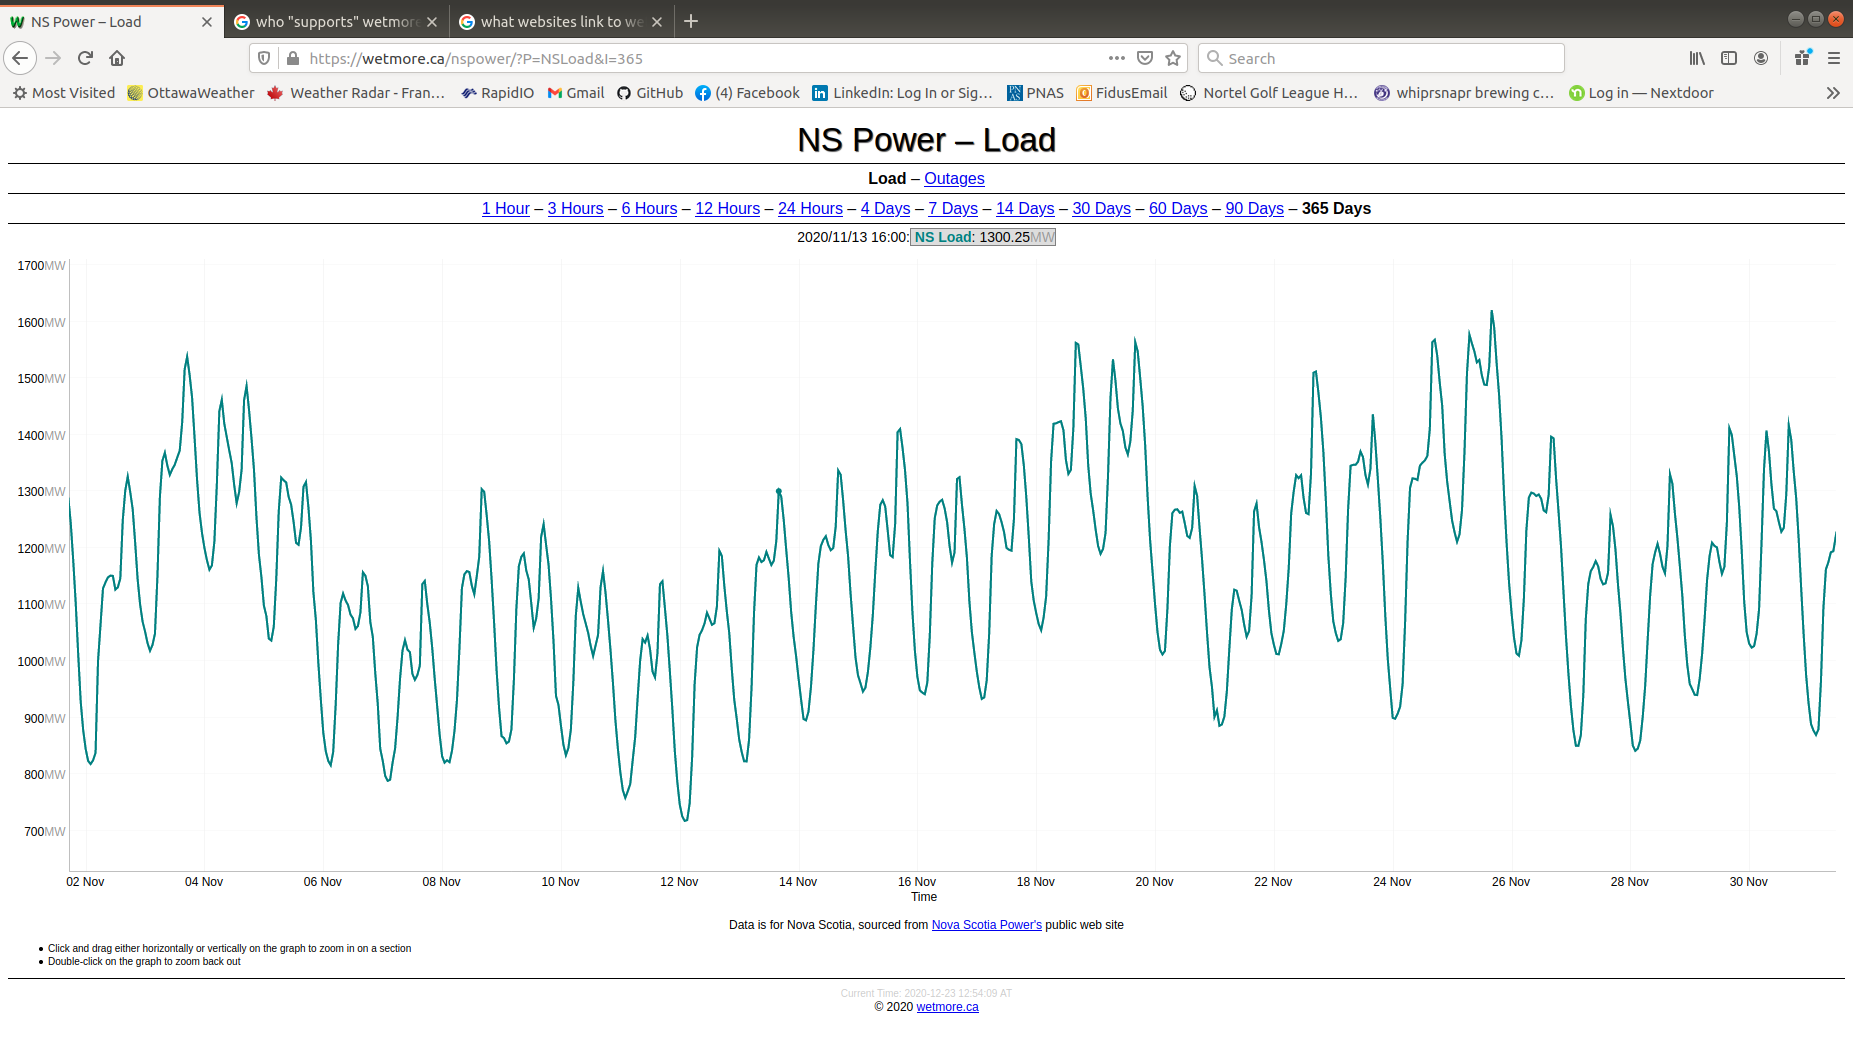 NS Power – Load
who "supports" wetmore
what websites link to we
https://wetmore.ca/nspower/?P=NSLoad&I=365
Search
Most Visited OttawaWeather Weather Radar - Fran… RapidIO Gmail GitHub (4) Facebook LinkedIn: Log In or Sig… PNAS FidusEmail Nortel Golf League H… whiprsnapr brewing c… Log in — Nextdoor
NS Power – Load
Load – Outages
1 Hour – 3 Hours – 6 Hours – 12 Hours – 24 Hours – 4 Days – 7 Days – 14 Days – 30 Days – 60 Days – 90 Days – 365 Days
2020/11/13 16:00: NS Load: 1300.25MW
1700MW
1600MW
1500MW
1400MW
1300MW
1200MW
1100MW
1000MW
900MW
800MW
700MW
02 Nov 04 Nov 06 Nov 08 Nov 10 Nov 12 Nov 14 Nov 16 Nov 18 Nov 20 Nov 22 Nov 24 Nov 26 Nov 28 Nov 30 Nov
Time
Data is for Nova Scotia, sourced from Nova Scotia Power's public web site
• Click and drag either horizontally or vertically on the graph to zoom in on a section
• Double-click on the graph to zoom back out
Current Time: 2020-12-23 12:54:09 AT
© 2020 wetmore.ca